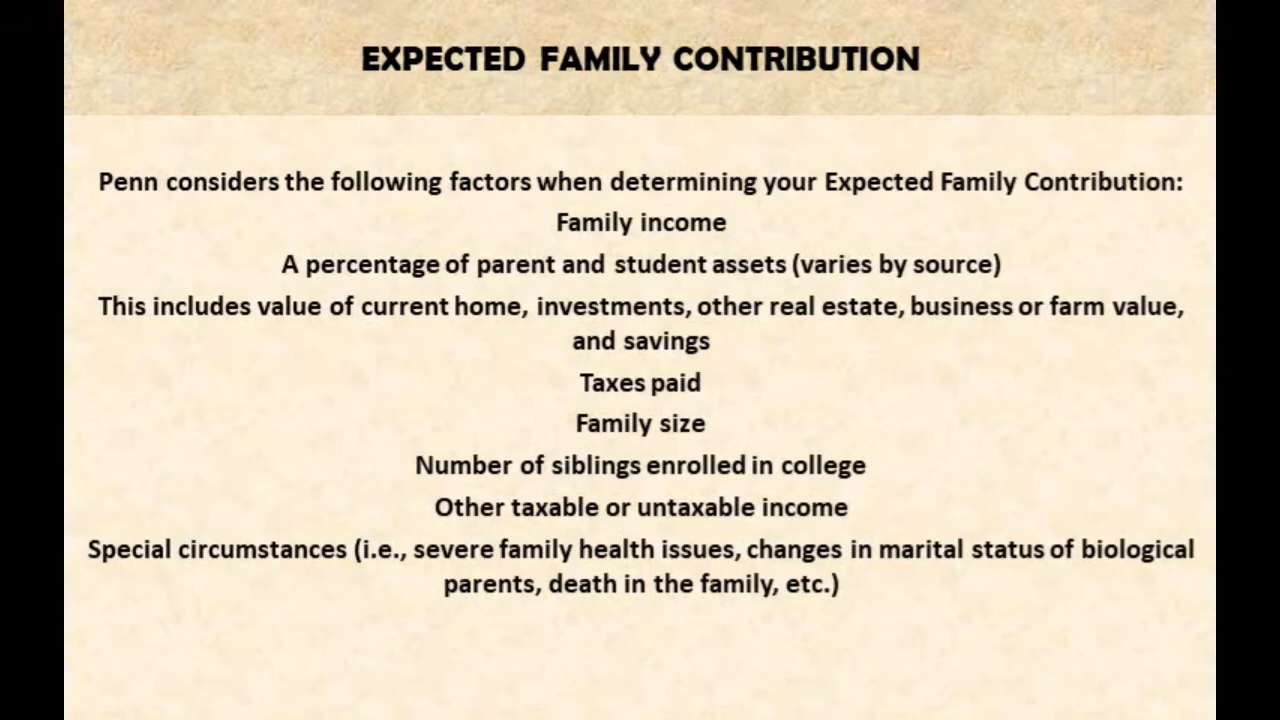 EXPECTED FAMILY CONTRIBUTION
Penn considers the following factors when determining your Expected Family Contribution:
Family income
A percentage of parent and student assets (varies by source)
This includes value of current home, investments, other real estate, business or farm value,
and savings
Taxes paid
Family size
Number of siblings enrolled in college
Other taxable or untaxable income
Special circumstances (i.e., severe family health issues, changes in marital status of biological
parents, death in the family, etc.)